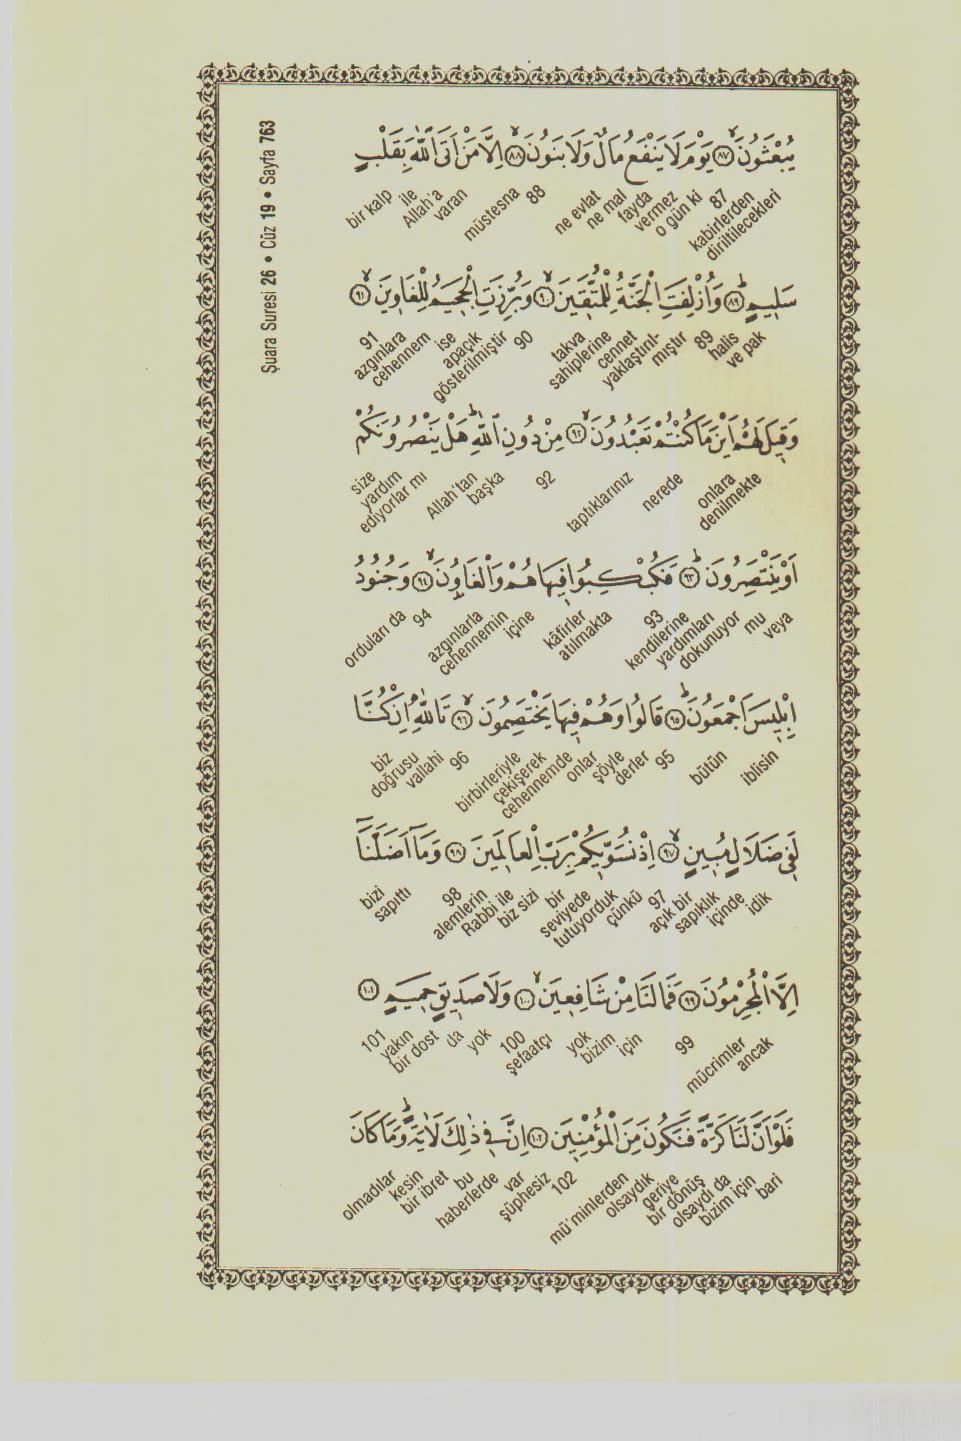 Şuara Suresi 26 • Cüz 19 • Sayfa 763
يُبْعَثُونَ ﴿٨٧﴾ يَوْمَ لَا يَنْفَعُ مَالٌ وَلَا بَنُونَ ﴿٨٨﴾ اِلَّا مَنْ اَتَى اللّٰهَ بِقَلْبٍ
kabirlerden diriltilecekleri 87 o gün ki fayda vermez ne mal ne evlat 88 müstesna varan Allah'a ile bir kalp
سَلٖيمٍ ﴿٨٩﴾ وَاُزْلِفَتِ الْجَنَّةُ لِلْمُتَّقٖينَ ﴿٩٠﴾ وَبُرِّزَتِ الْجَحٖيمُ لِلْغَاوٖينَ ﴿٩١﴾
halis ve pak 89 yaklaştırıl- mıştır cennet takva sahiplerine 90 apaçık gösterilmiştir ise cehennem azgınlara 91
وَقٖيلَ لَهُمْ اَيْنَ مَا كُنْتُمْ تَعْبُدُونَ ﴿٩٢﴾ مِنْ دُونِ اللّٰهِ هَلْ يَنْصُرُونَكُمْ
onlara denilmekte nerede taptıklarınız 92 Allah'tan başka yardım ediyorlar mı size
اَوْ يَنْتَصِرُونَ ﴿٩٣﴾ فَكُبْكِبُوا فٖيهَا هُمْ وَالْغَاوُنَ ﴿٩٤﴾ وَجُنُودُ
veya mu kendilerine yardımları dokunuyor 93 kâfirler atılmakta içine azgınlarla cehennemin 94 orduları da
اِبْلٖيسَ اَجْمَعُونَ ﴿٩٥﴾ قَالُوا وَهُمْ فٖيهَا يَخْتَصِمُونَ ﴿٩٦﴾ تَاللّٰهِ اِنْ كُنَّا
iblisin bütün 95 şöyle derler onlar birbirleriyle çekişerek cehennemde 96 vallahi doğrusu biz
لَفٖى ضَلَالٍ مُبٖينٍ ﴿٩٧﴾ اِذْ نُسَوّٖيكُمْ بِرَبِّ الْعَالَمٖينَ ﴿٩٨﴾ وَمَٓا اَضَلَّنَٓا
idik içinde açık bir sapıklık 97 çünkü bir seviyede tutuyorduk biz sizi Rabbi ile alemlerin 98 sapıttı bizi
اِلَّا الْمُجْرِمُونَ ﴿٩٩﴾ فَمَا لَنَا مِنْ شَافِعٖينَ ﴿١٠٠﴾ وَلَا صَدٖيقٍ حَمٖيمٍ ﴿١٠١﴾
ancak mücrimler 99 için bizim yok şefaatçı 100 yok da yakın bir dost 101
فَلَوْ اَنَّ لَنَا كَرَّةً فَنَكُونَ مِنَ الْمُؤْمِنٖينَ ﴿١٠٢﴾ اِنَّ فٖى ذٰلِكَ لَاٰيَةً وَمَا كَانَ
bari bizim için olsaydı da bir dönüş geriye olsaydık mü'minlerden 102 şüphesiz var haberlerde bu bir ibret kesin olmadılar